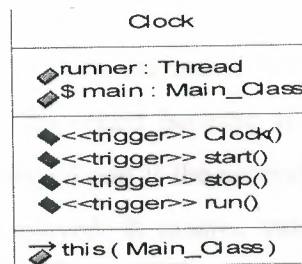 Clock
runner : Thread
$ main : Main_Class
<<trigger>> Clock()
<<trigger>> start()
<<trigger>> stop()
<<trigger>> run()
this ( Main_Class )